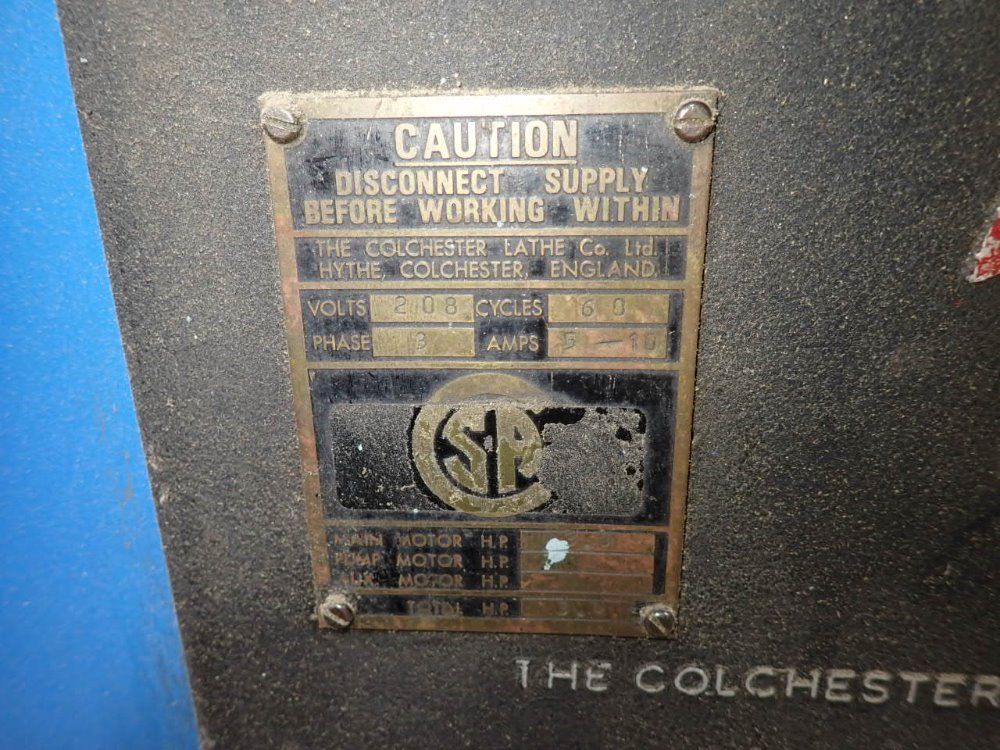 CAUTION
DISCONNECT SUPPLY
BEFORE WORKING WITHIN
THE COLCHESTER LATHE Co. Ltd.
HYTHE, COLCHESTER, ENGLAND.
VOLTS 208 CYCLES 60
PHASE 3 AMPS 5-10
CSP
MAIN MOTOR H.P.
PUMP MOTOR H.P.
AUX. MOTOR H.P.
TOTAL H.P.
THE COLCHESTER